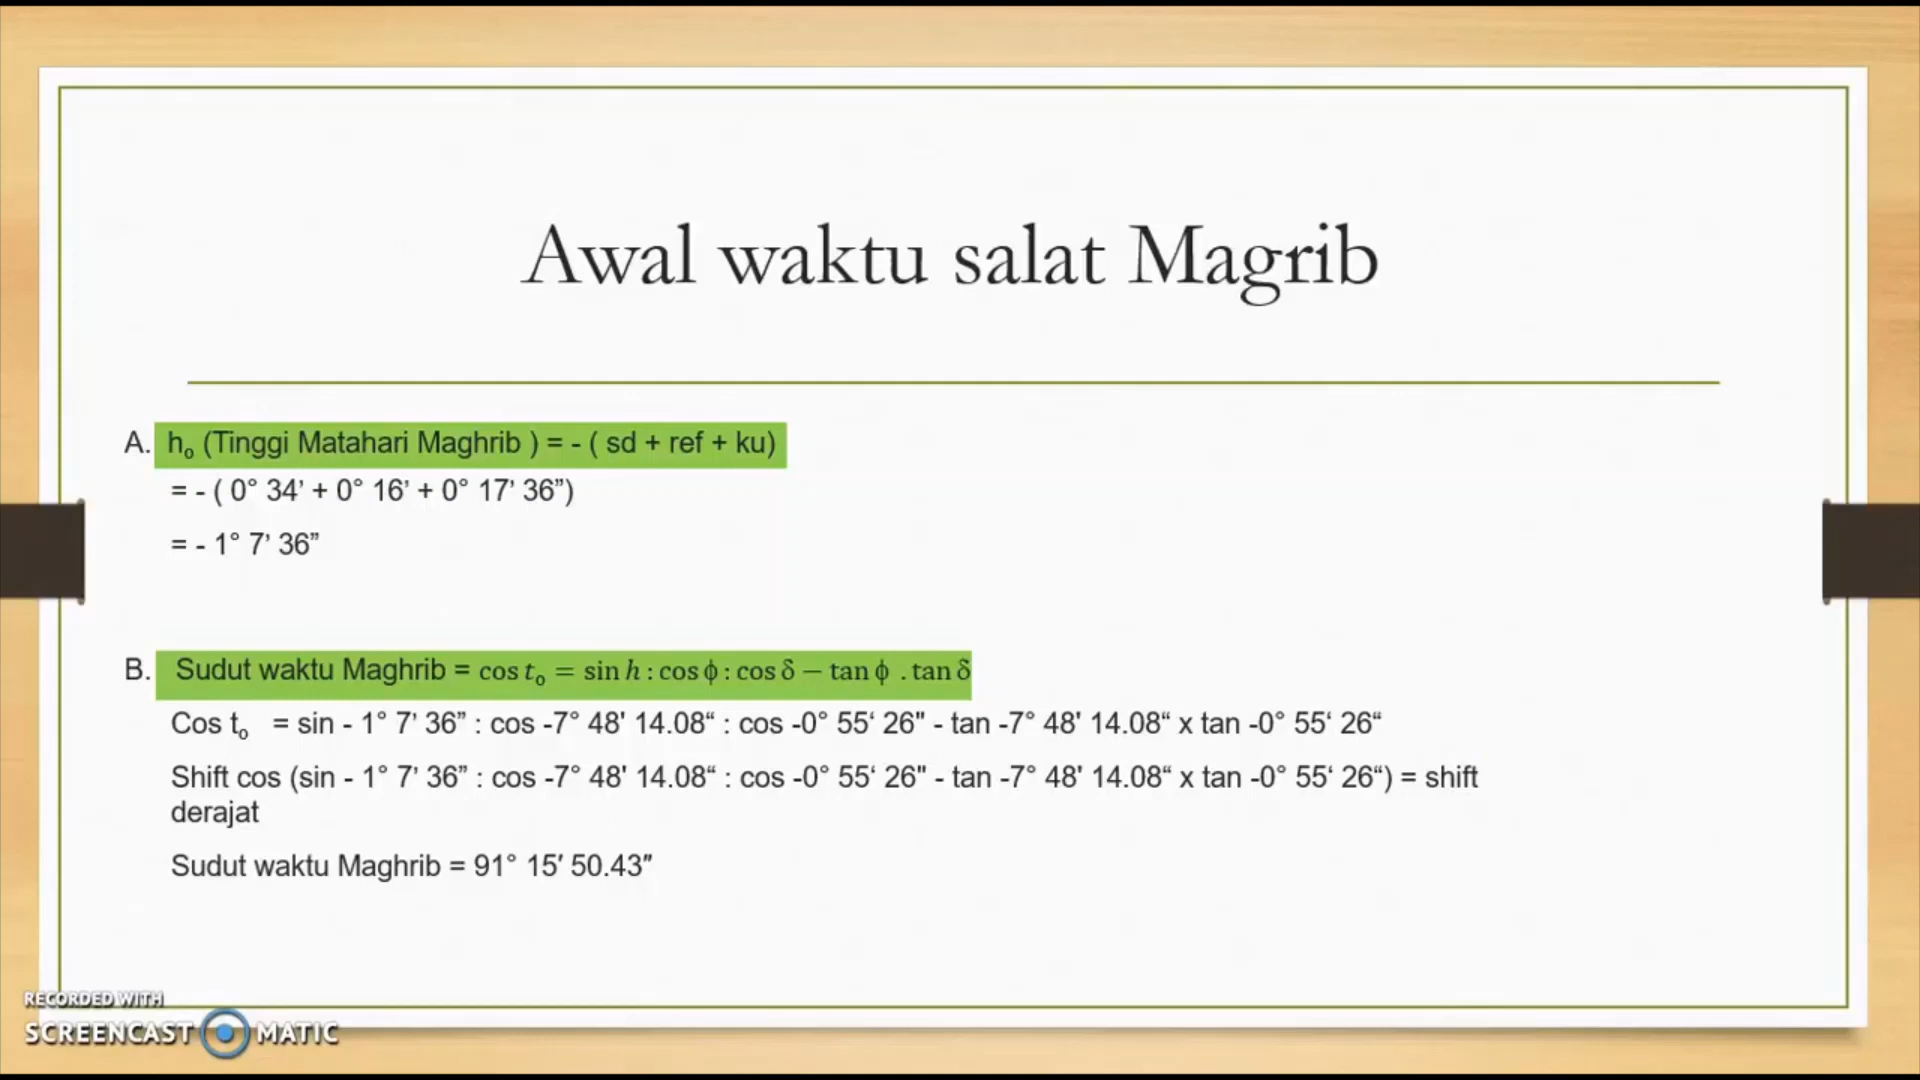 Awal waktu salat Magrib
A. hₒ (Tinggi Matahari Maghrib ) = - ( sd + ref + ku)
= - ( 0° 34’ + 0° 16’ + 0° 17’ 36”)
= - 1° 7’ 36”
B. Sudut waktu Maghrib = cos tₒ = sin h : cos ϕ : cos δ − tan ϕ . tan δ
Cos tₒ = sin - 1° 7’ 36” : cos -7° 48' 14.08“ : cos -0° 55‘ 26" - tan -7° 48' 14.08“ x tan -0° 55‘ 26“
Shift cos (sin - 1° 7’ 36” : cos -7° 48' 14.08“ : cos -0° 55‘ 26" - tan -7° 48' 14.08“ x tan -0° 55‘ 26“) = shift
derajat
Sudut waktu Maghrib = 91° 15′ 50.43″
RECORDED WITH
SCREENCAST MATIC